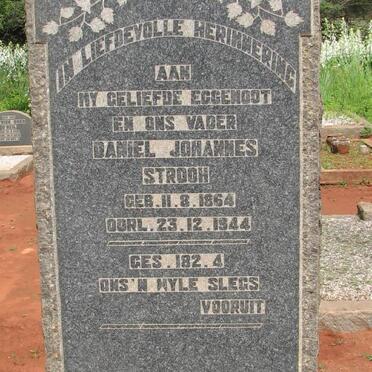 IN LIEFDEVOLLE HERINNERING
AAN
MY GELIEFDE EGGENOOT
EN ONS VADER
DANIEL JOHANNES
STROOH
GEB. 11.8.1864
OORL. 23.12.1944
GES. 182.4
ONS'N MYLE SLEGS
VOORUIT